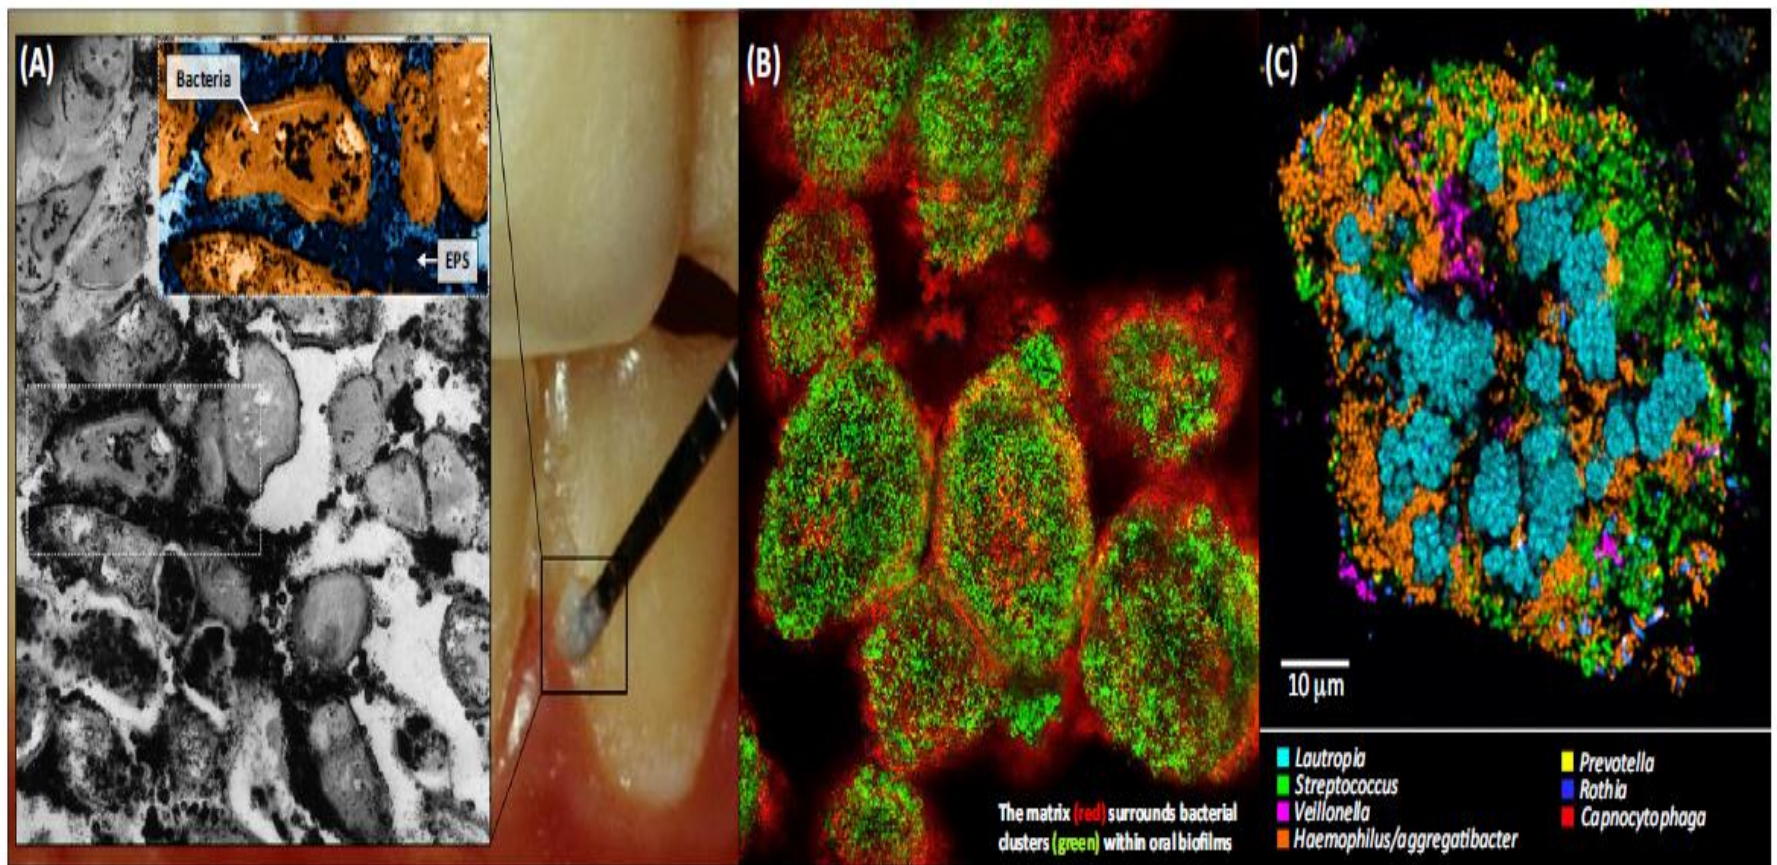 (A)
Bacteria
EPS
(B)
The matrix (red) surrounds bacterial
clusters (green) within oral biofilms
(C)
10 μm
Lautropia
Streptococcus
Veillonella
Haemophilus/aggregatibacter
Prevotella
Rothia
Capnocytophaga